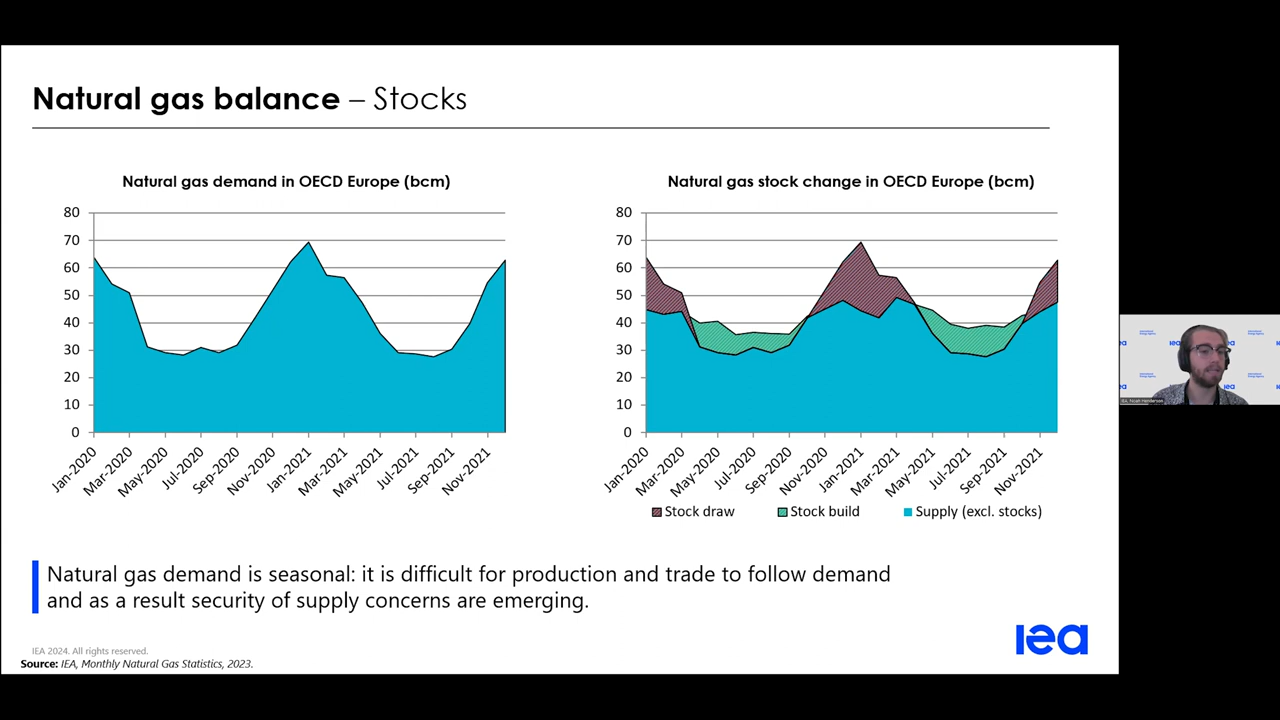 Natural gas balance – Stocks
Natural gas demand in OECD Europe (bcm)
80
70
60
50
40
30
20
10
0
Jan-2020
Mar-2020
May-2020
Jul-2020
Sep-2020
Nov-2020
Jan-2021
Mar-2021
May-2021
Jul-2021
Sep-2021
Nov-2021
Natural gas stock change in OECD Europe (bcm)
80
70
60
50
40
30
20
10
0
Jan-2020
Mar-2020
May-2020
Jul-2020
Sep-2020
Nov-2020
Jan-2021
Mar-2021
May-2021
Jul-2021
Sep-2021
Nov-2021
Stock draw
Stock build
Supply (excl. stocks)
Natural gas demand is seasonal: it is difficult for production and trade to follow demand
and as a result security of supply concerns are emerging.
IEA 2024. All rights reserved.
Source: IEA, Monthly Natural Gas Statistics, 2023.
iea
iea